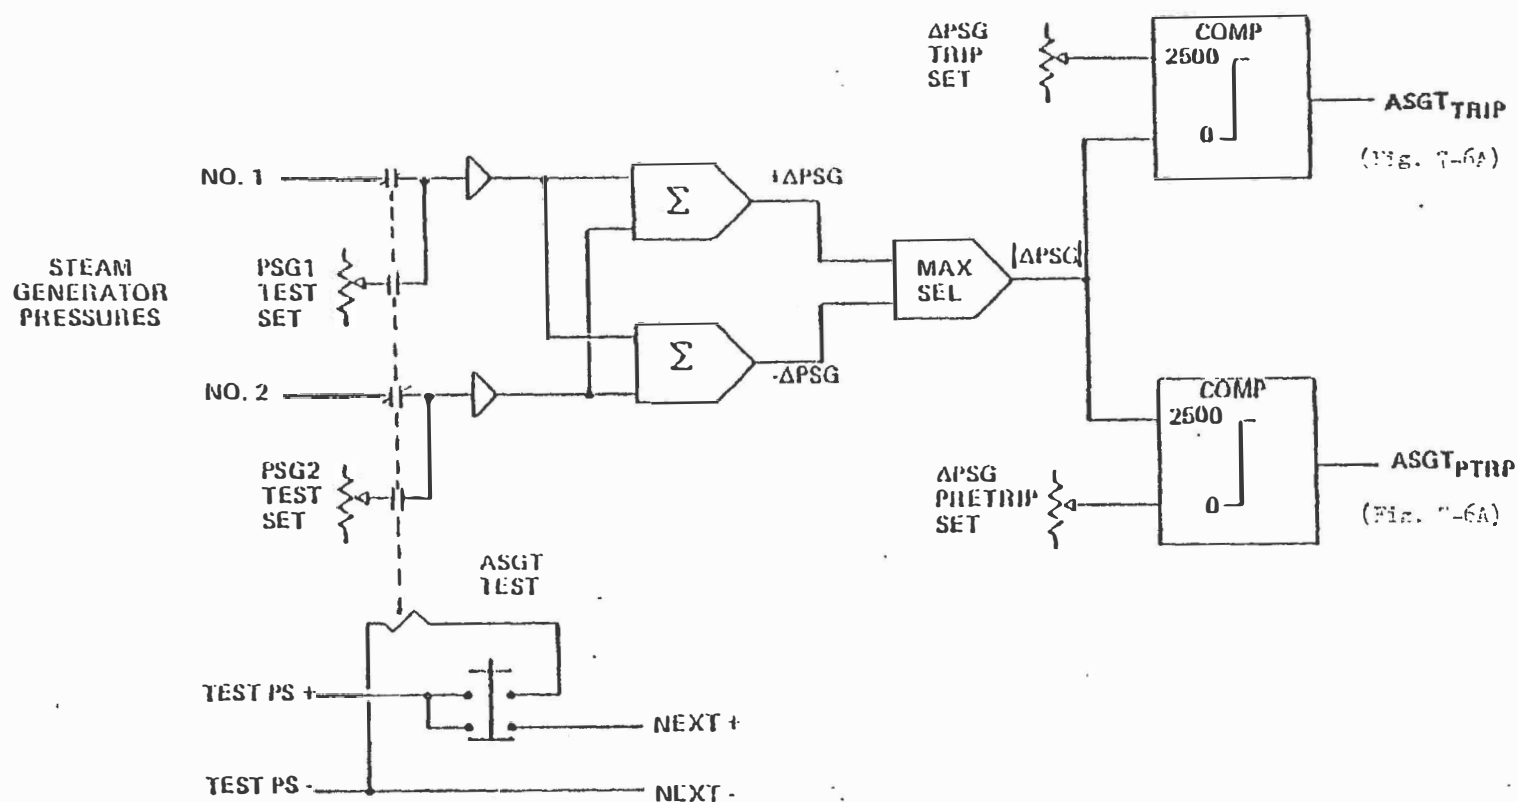 ΔPSG
TRIP
SET
COMP
2500
0
ASGT TRIP
NO. 1
+ΔPSG
Σ
STEAM
GENERATOR
PRESSURES
PSG1
TEST
SET
MAX
SEL
|ΔPSG|
Σ
-ΔPSG
NO. 2
COMP
2500
0
ASGT PTRP
PSG2
TEST
SET
ΔPSG
PRETRIP
SET
ASGT
TEST
TEST PS +
NEXT +
TEST PS -
NEXT -